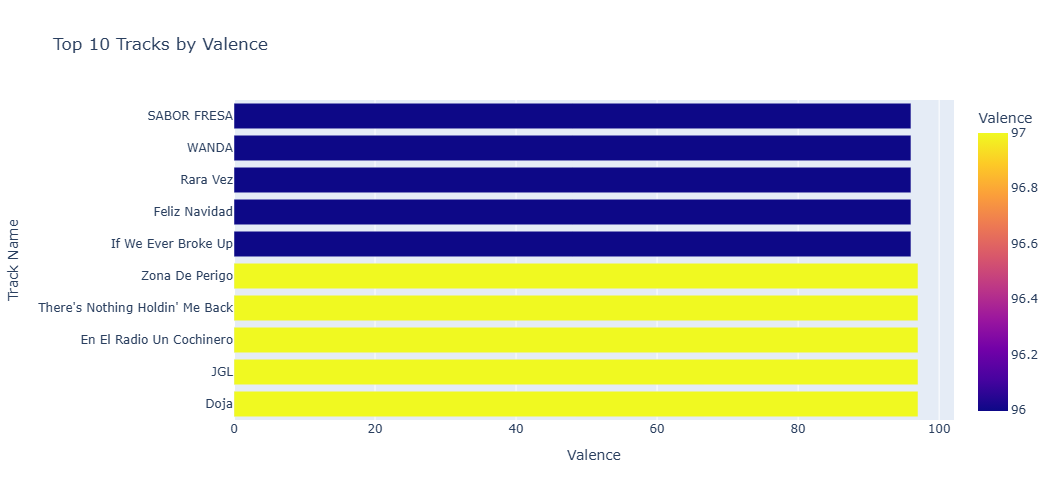 Top 10 Tracks by Valence
Track Name
SABOR FRESA
WANDA
Rara Vez
Feliz Navidad
If We Ever Broke Up
Zona De Perigo
There's Nothing Holdin' Me Back
En El Radio Un Cochinero
JGL
Doja
0 20 40 60 80 100
Valence
Valence
97
96.8
96.6
96.4
96.2
96